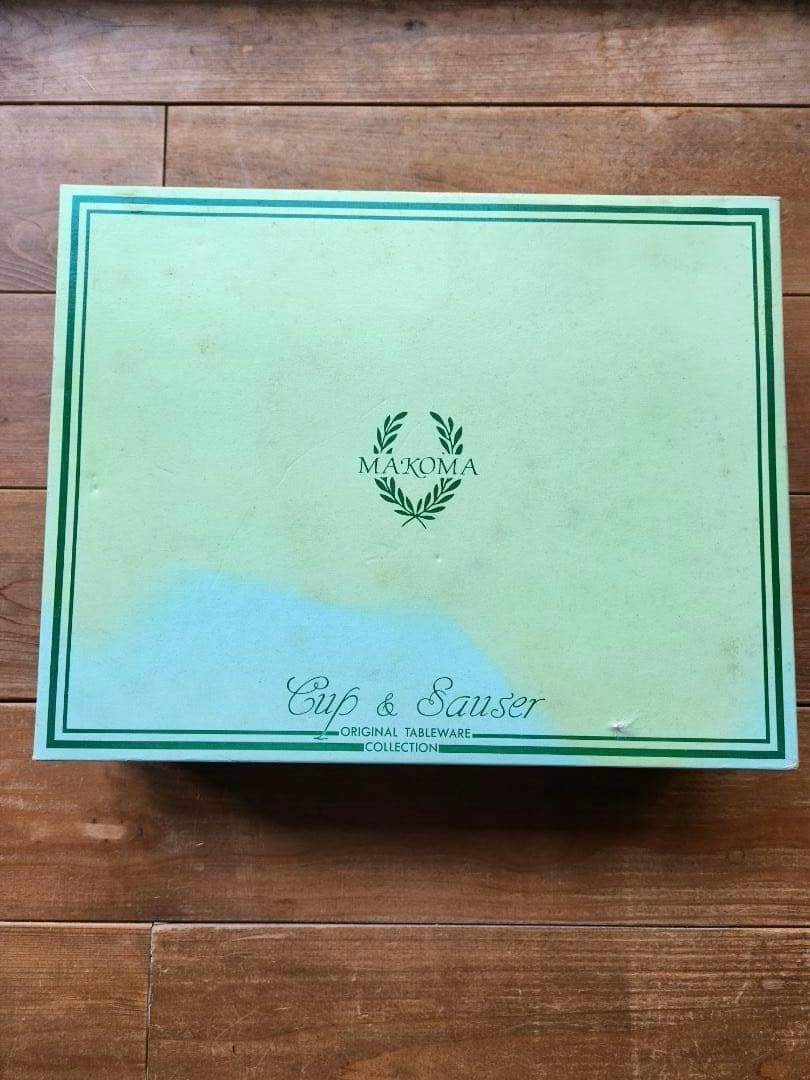 MAKOMA
Cup & Sauser
ORIGINAL TABLEWARE
COLLECTION